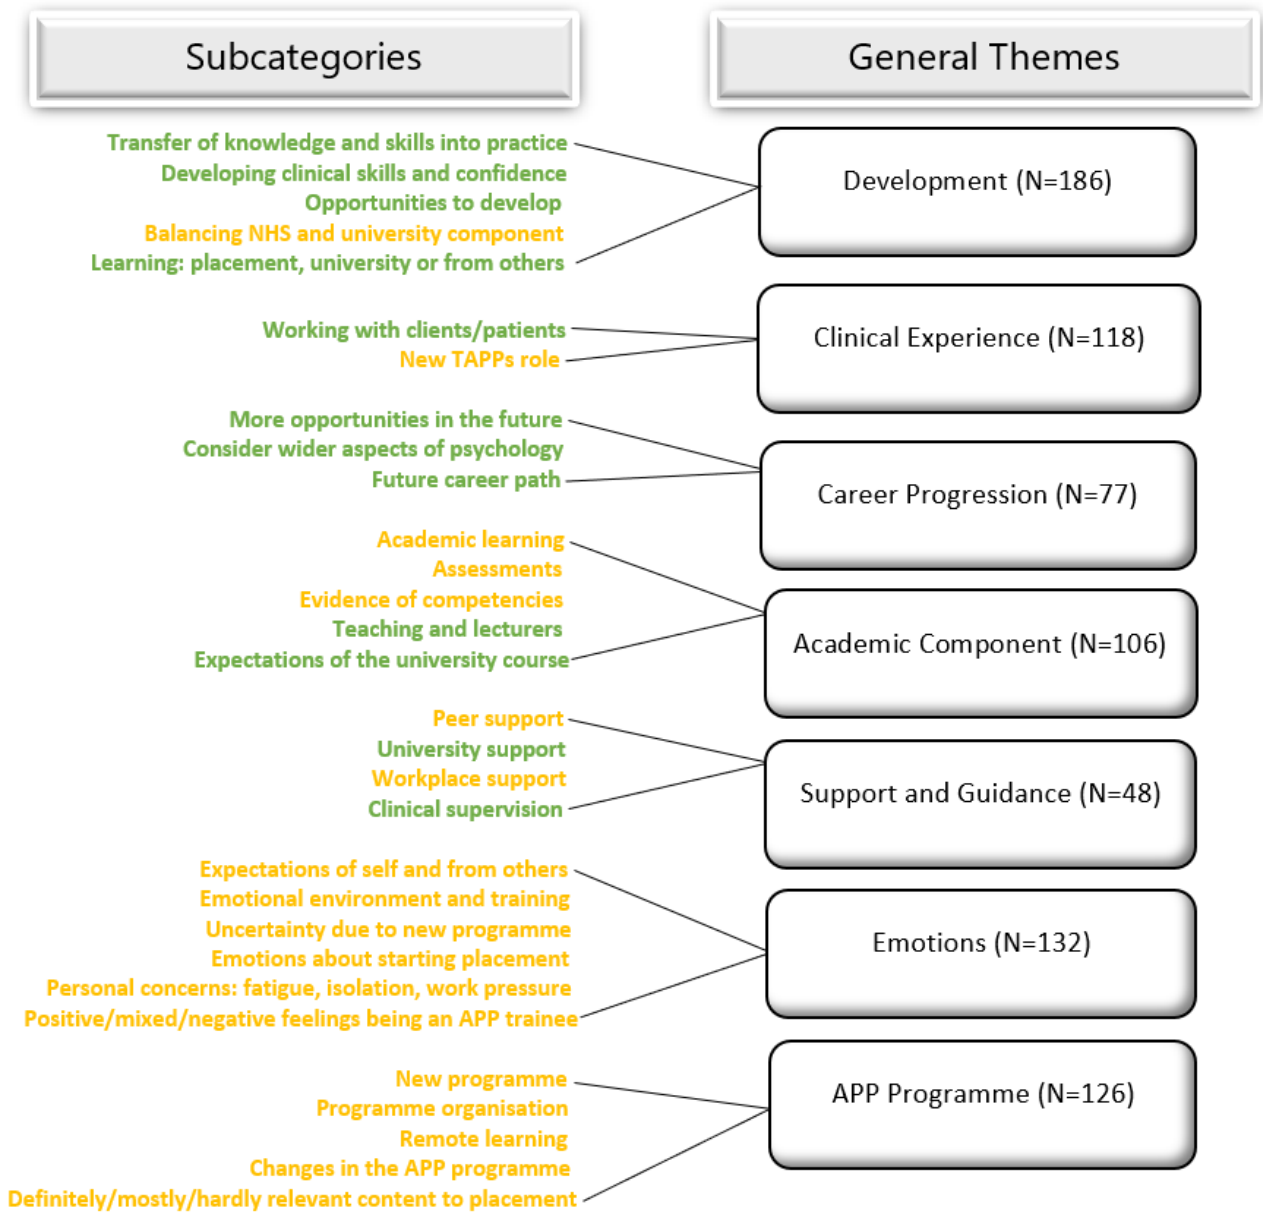 Subcategories
General Themes
Transfer of knowledge and skills into practice
Developing clinical skills and confidence
Opportunities to develop
Balancing NHS and university component
Learning: placement, university or from others
Development (N=186)
Working with clients/patients
New TAPPs role
Clinical Experience (N=118)
More opportunities in the future
Consider wider aspects of psychology
Future career path
Career Progression (N=77)
Academic learning
Assessments
Evidence of competencies
Teaching and lecturers
Expectations of the university course
Academic Component (N=106)
Peer support
University support
Workplace support
Clinical supervision
Support and Guidance (N=48)
Expectations of self and from others
Emotional environment and training
Uncertainty due to new programme
Emotions about starting placement
Personal concerns: fatigue, isolation, work pressure
Positive/mixed/negative feelings being an APP trainee
Emotions (N=132)
New programme
Programme organisation
Remote learning
Changes in the APP programme
Definitely/mostly/hardly relevant content to placement
APP Programme (N=126)